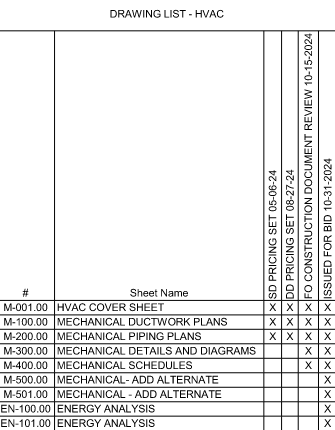 DRAWING LIST - HVAC
# Sheet Name SD PRICING SET 05-06-24 DD PRICING SET 08-27-24 FO CONSTRUCTION DOCUMENT REVIEW 10-15-2024 ISSUED FOR BID 10-31-2024
M-001.00 HVAC COVER SHEET X X X X
M-100.00 MECHANICAL DUCTWORK PLANS X X X X
M-200.00 MECHANICAL PIPING PLANS X X X X
M-300.00 MECHANICAL DETAILS AND DIAGRAMS X X
M-400.00 MECHANICAL SCHEDULES X X
M-500.00 MECHANICAL- ADD ALTERNATE X
M-501.00 MECHANICAL - ADD ALTERNATE X
EN-100.00 ENERGY ANALYSIS X
EN-101.00 ENERGY ANALYSIS X